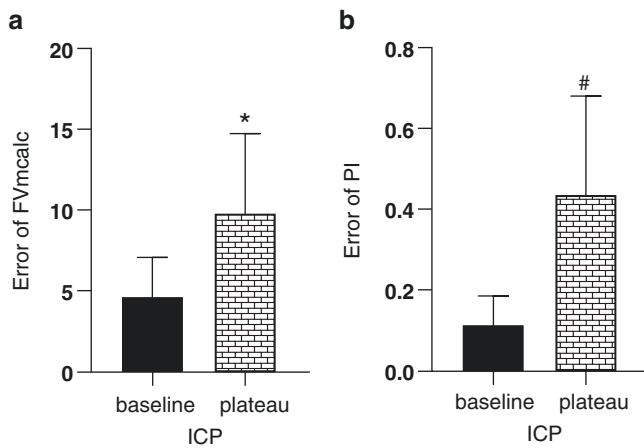 a
20
15
10
5
0
Error of FVmcalc
*
baseline plateau
ICP
b
0.8
0.6
0.4
0.2
0.0
Error of PI
#
baseline plateau
ICP